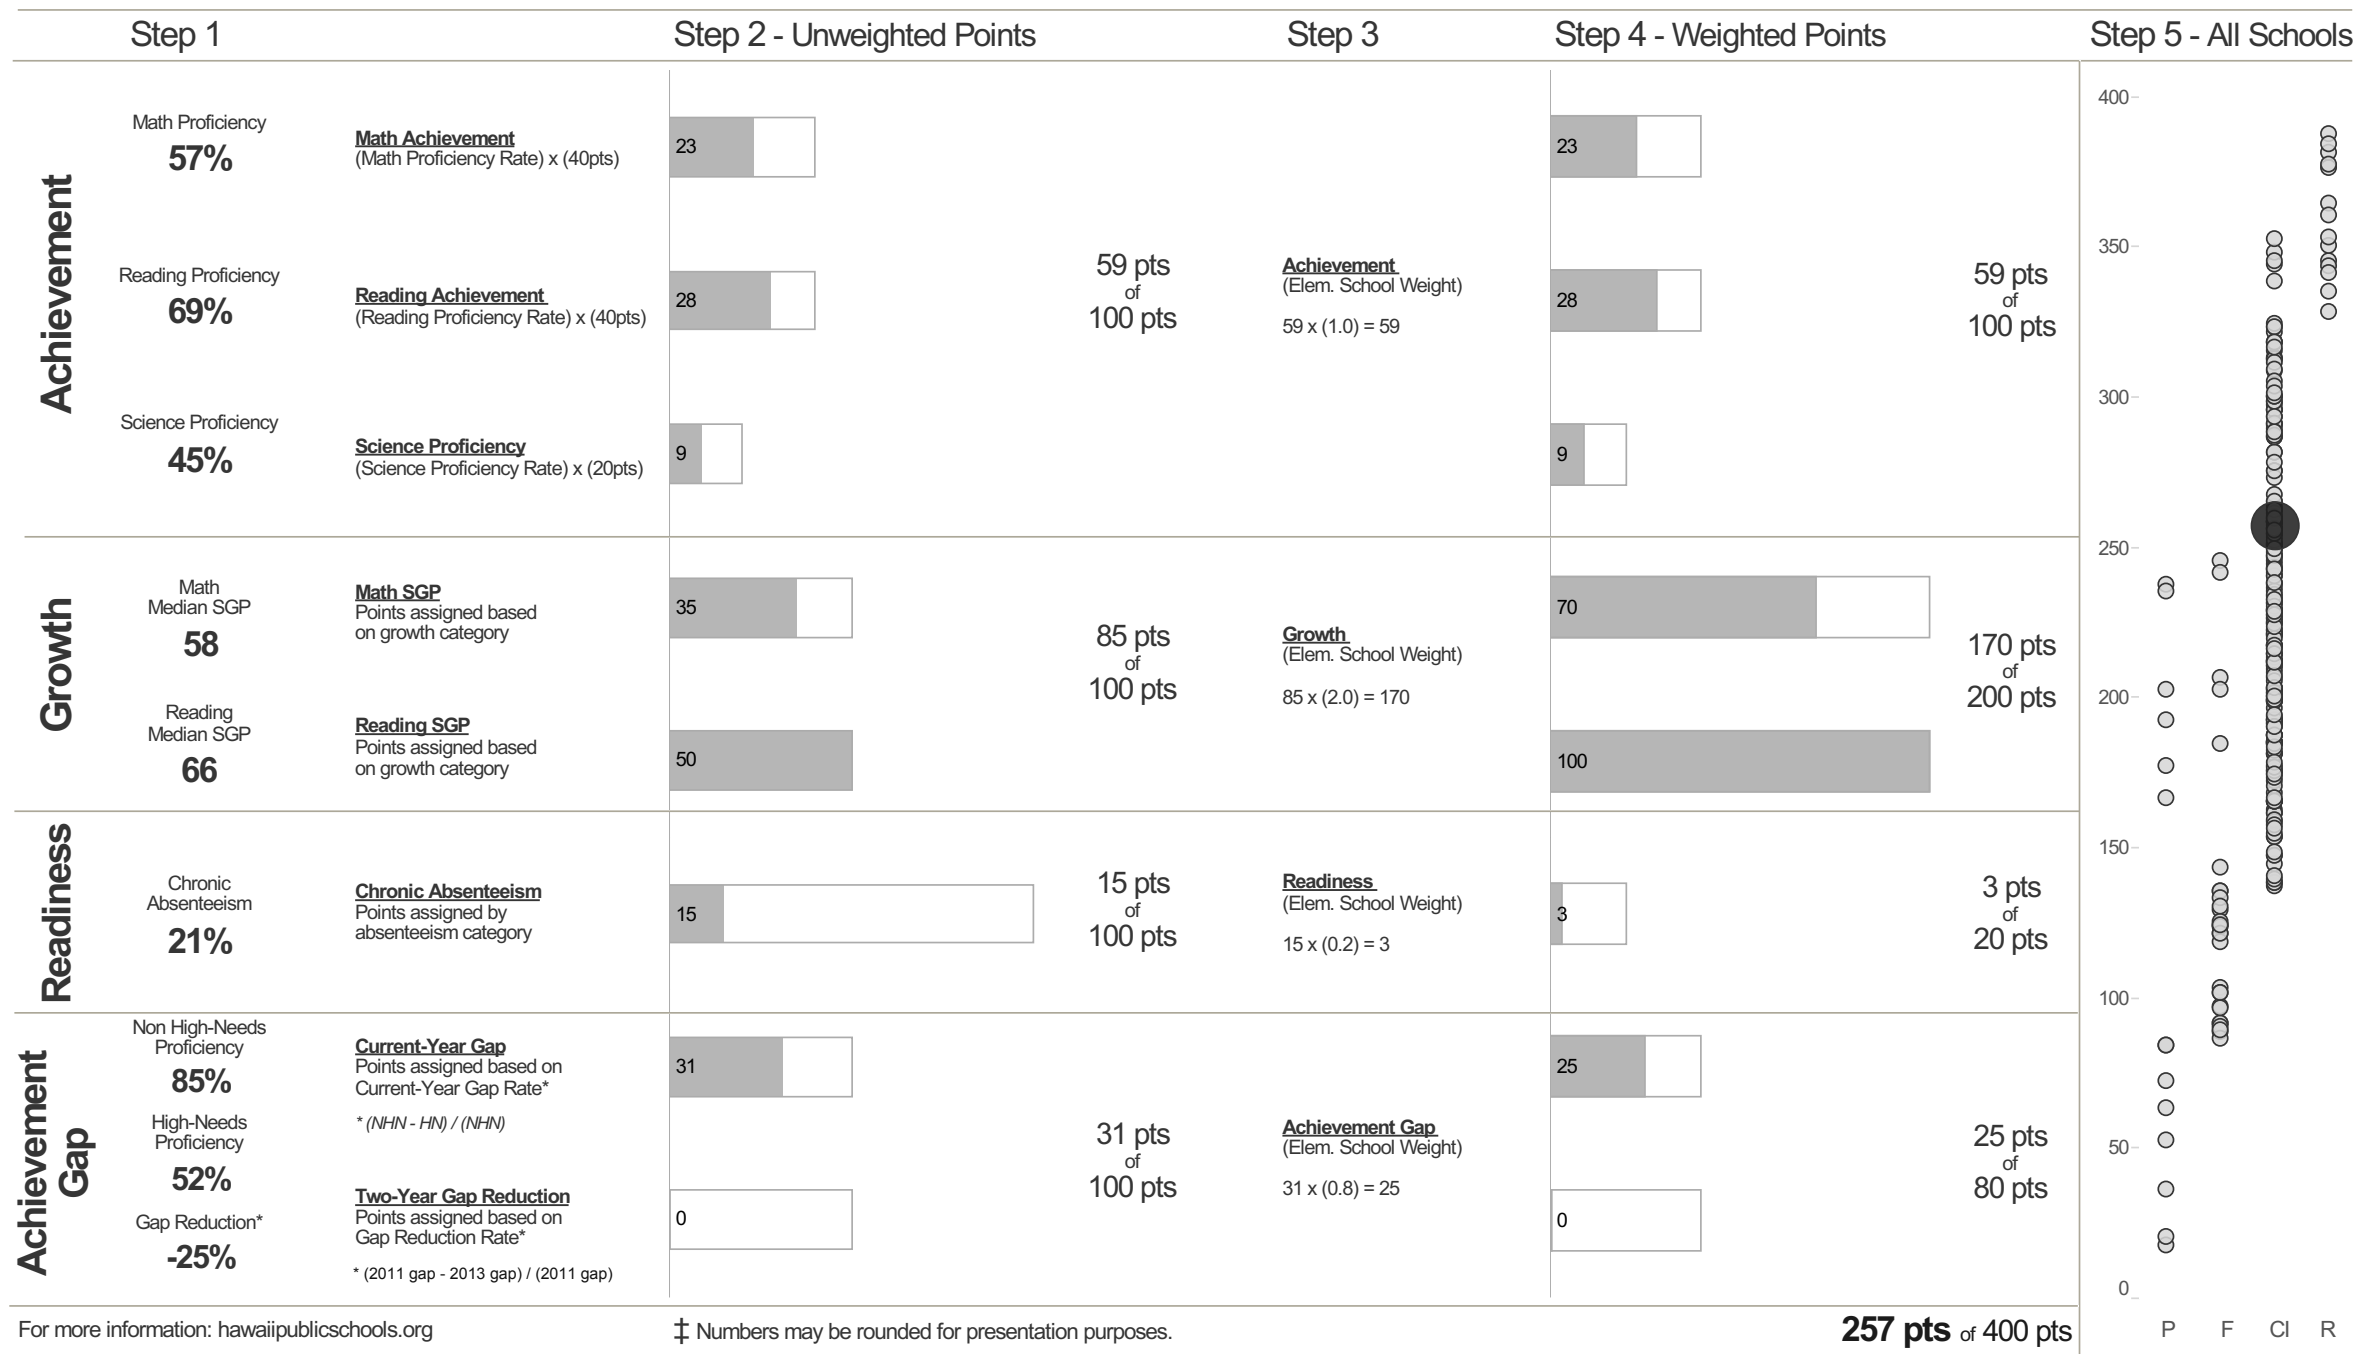 Step 1
Step 2 - Unweighted Points
Step 3
Step 4 - Weighted Points
Step 5 - All Schools
Achievement
Math Proficiency
57%
Math Achievement
(Math Proficiency Rate) x (40pts)
23
23
Reading Proficiency
69%
Reading Achievement
(Reading Proficiency Rate) x (40pts)
28
59 pts
of
100 pts
Achievement
(Elem. School Weight)
59 x (1.0) = 59
28
59 pts
of
100 pts
Science Proficiency
45%
Science Proficiency
(Science Proficiency Rate) x (20pts)
9
9
Growth
Math
Median SGP
58
Math SGP
Points assigned based
on growth category
35
85 pts
of
100 pts
Growth
(Elem. School Weight)
85 x (2.0) = 170
70
170 pts
of
200 pts
Reading
Median SGP
66
Reading SGP
Points assigned based
on growth category
50
100
Readiness
Chronic
Absenteeism
21%
Chronic Absenteeism
Points assigned by
absenteeism category
15
15 pts
of
100 pts
Readiness
(Elem. School Weight)
15 x (0.2) = 3
3
3 pts
of
20 pts
Achievement
Gap
Non High-Needs
Proficiency
85%
High-Needs
Proficiency
52%
Gap Reduction*
-25%
Current-Year Gap
Points assigned based on
Current-Year Gap Rate*
* (NHN - HN) / (NHN)
Two-Year Gap Reduction
Points assigned based on
Gap Reduction Rate*
* (2011 gap - 2013 gap) / (2011 gap)
31
0
31 pts
of
100 pts
Achievement Gap
(Elem. School Weight)
31 x (0.8) = 25
25
0
25 pts
of
80 pts
400
350
300
250
200
150
100
50
0
P F CI R
For more information: hawaiipublicschools.org
‡ Numbers may be rounded for presentation purposes.
257 pts of 400 pts